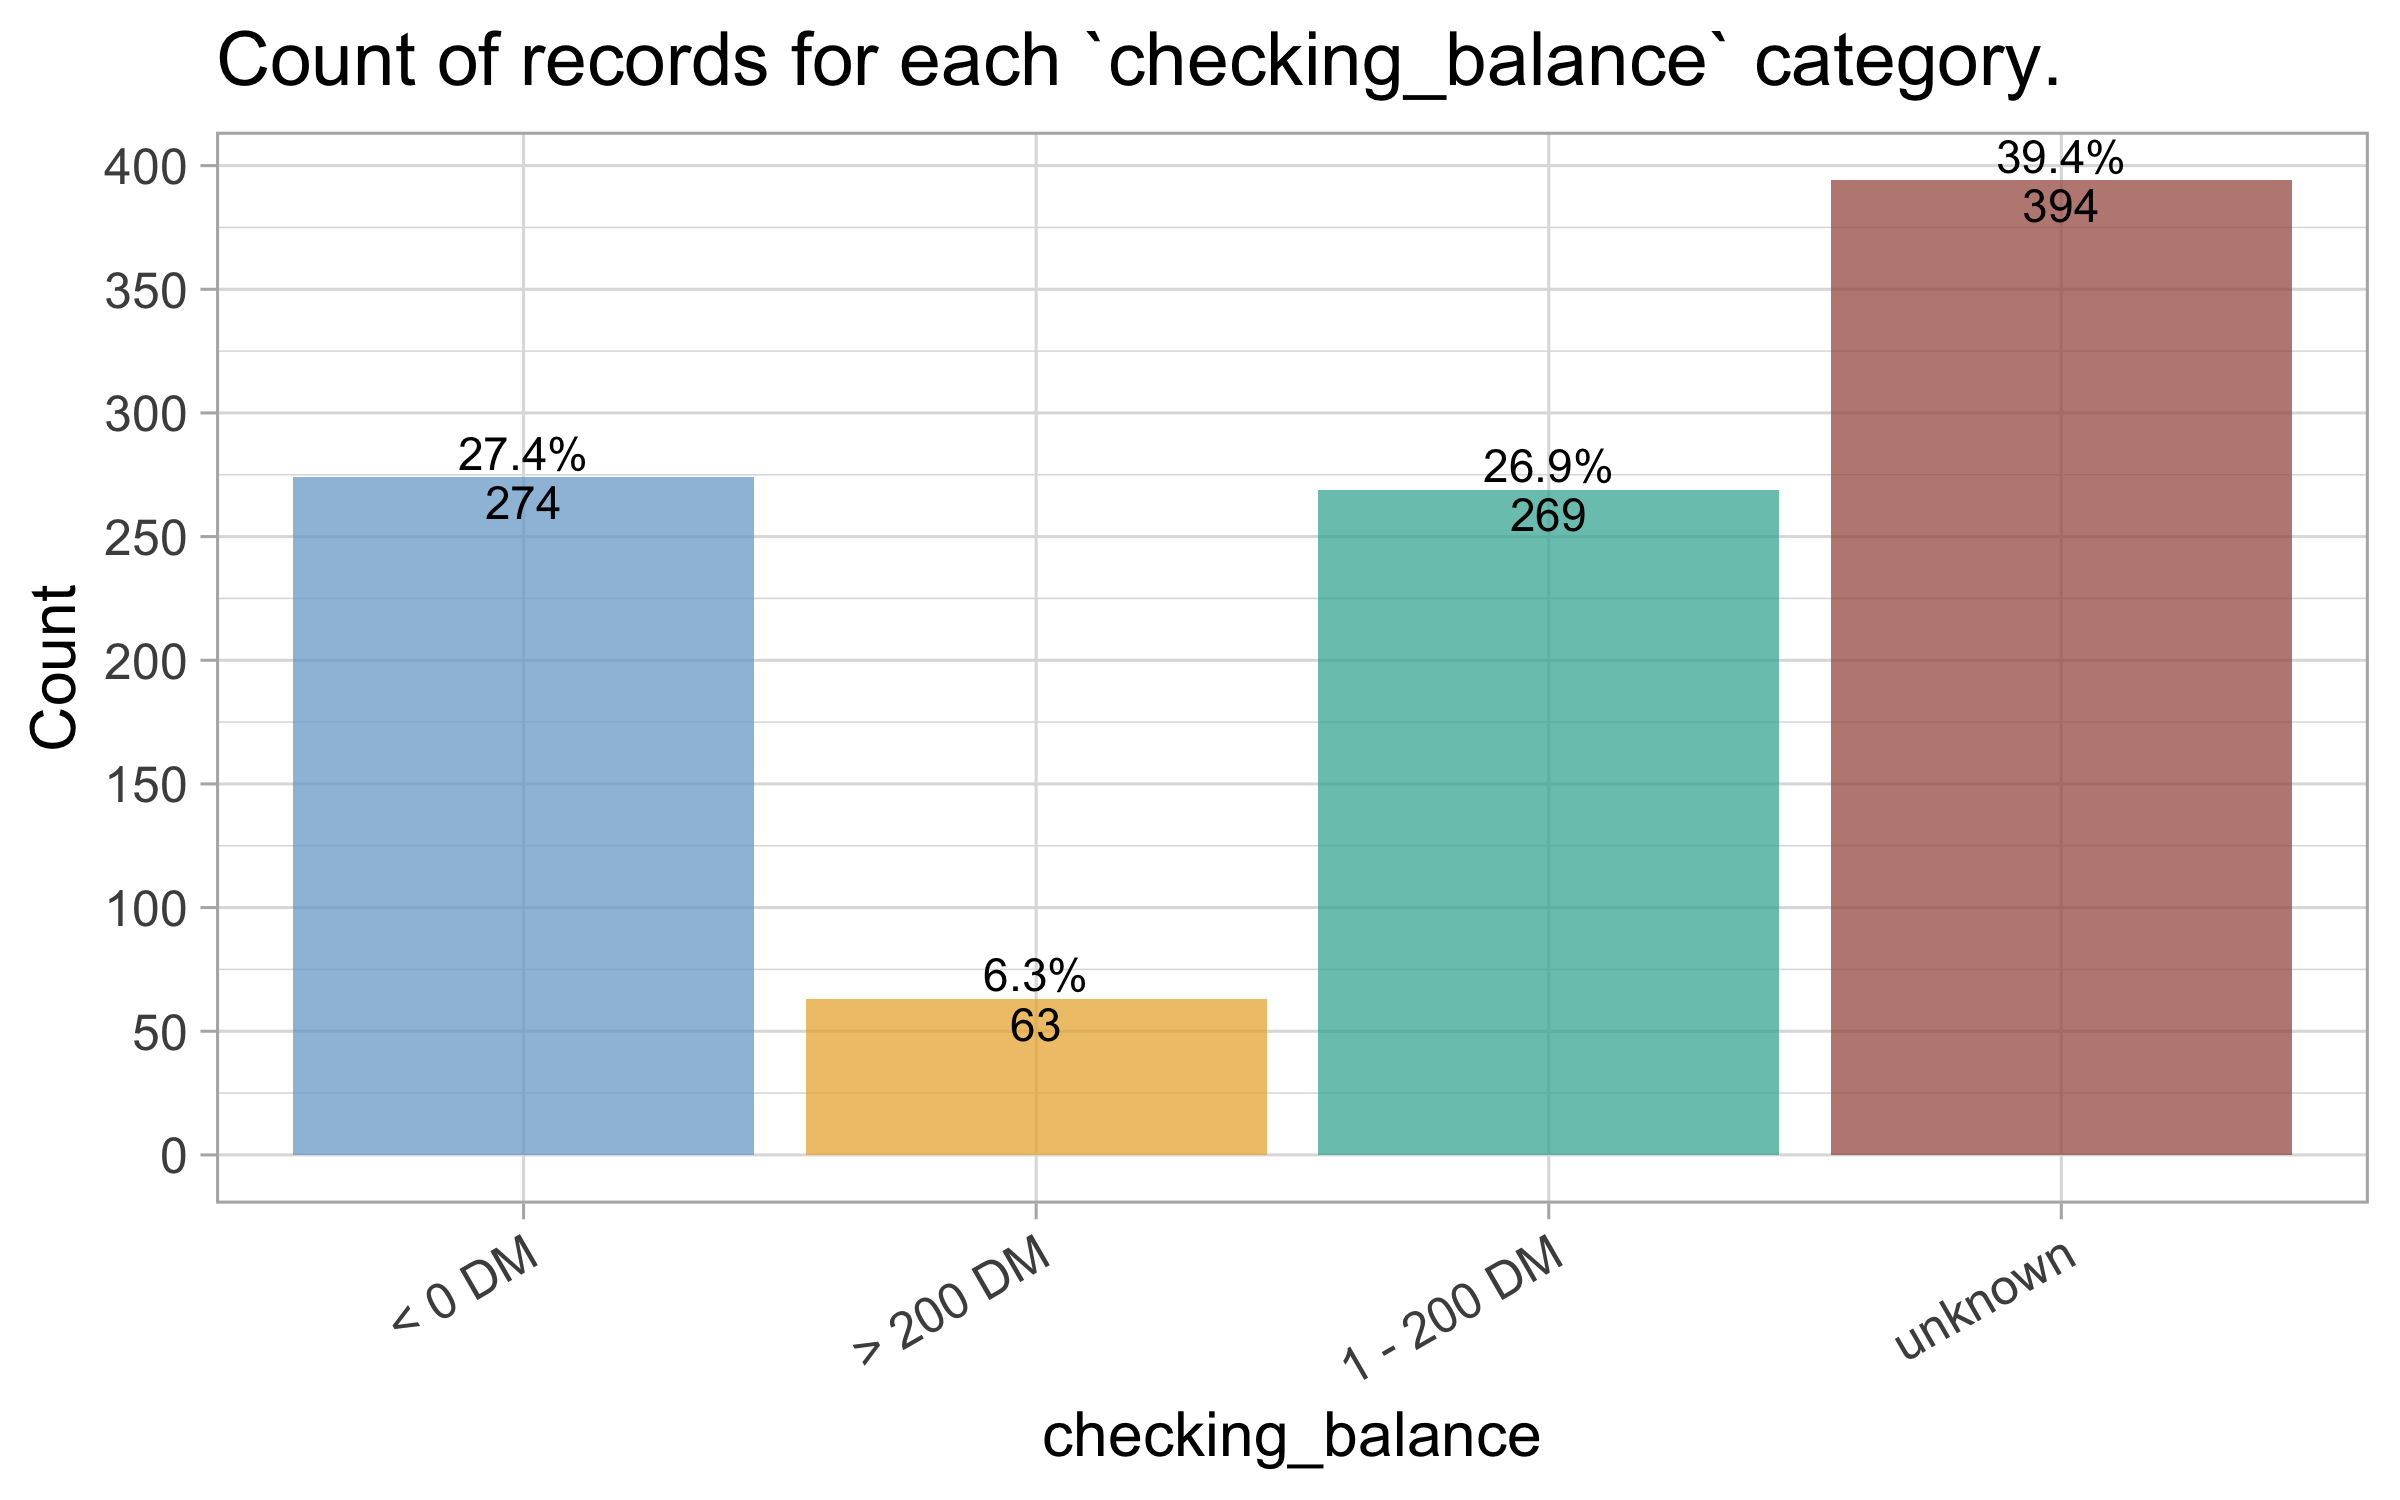 Count of records for each `checking_balance` category.
Count
400
350
300
250
200
150
100
50
0
27.4%
274
6.3%
63
26.9%
269
39.4%
394
< 0 DM
> 200 DM
1 - 200 DM
unknown
checking_balance